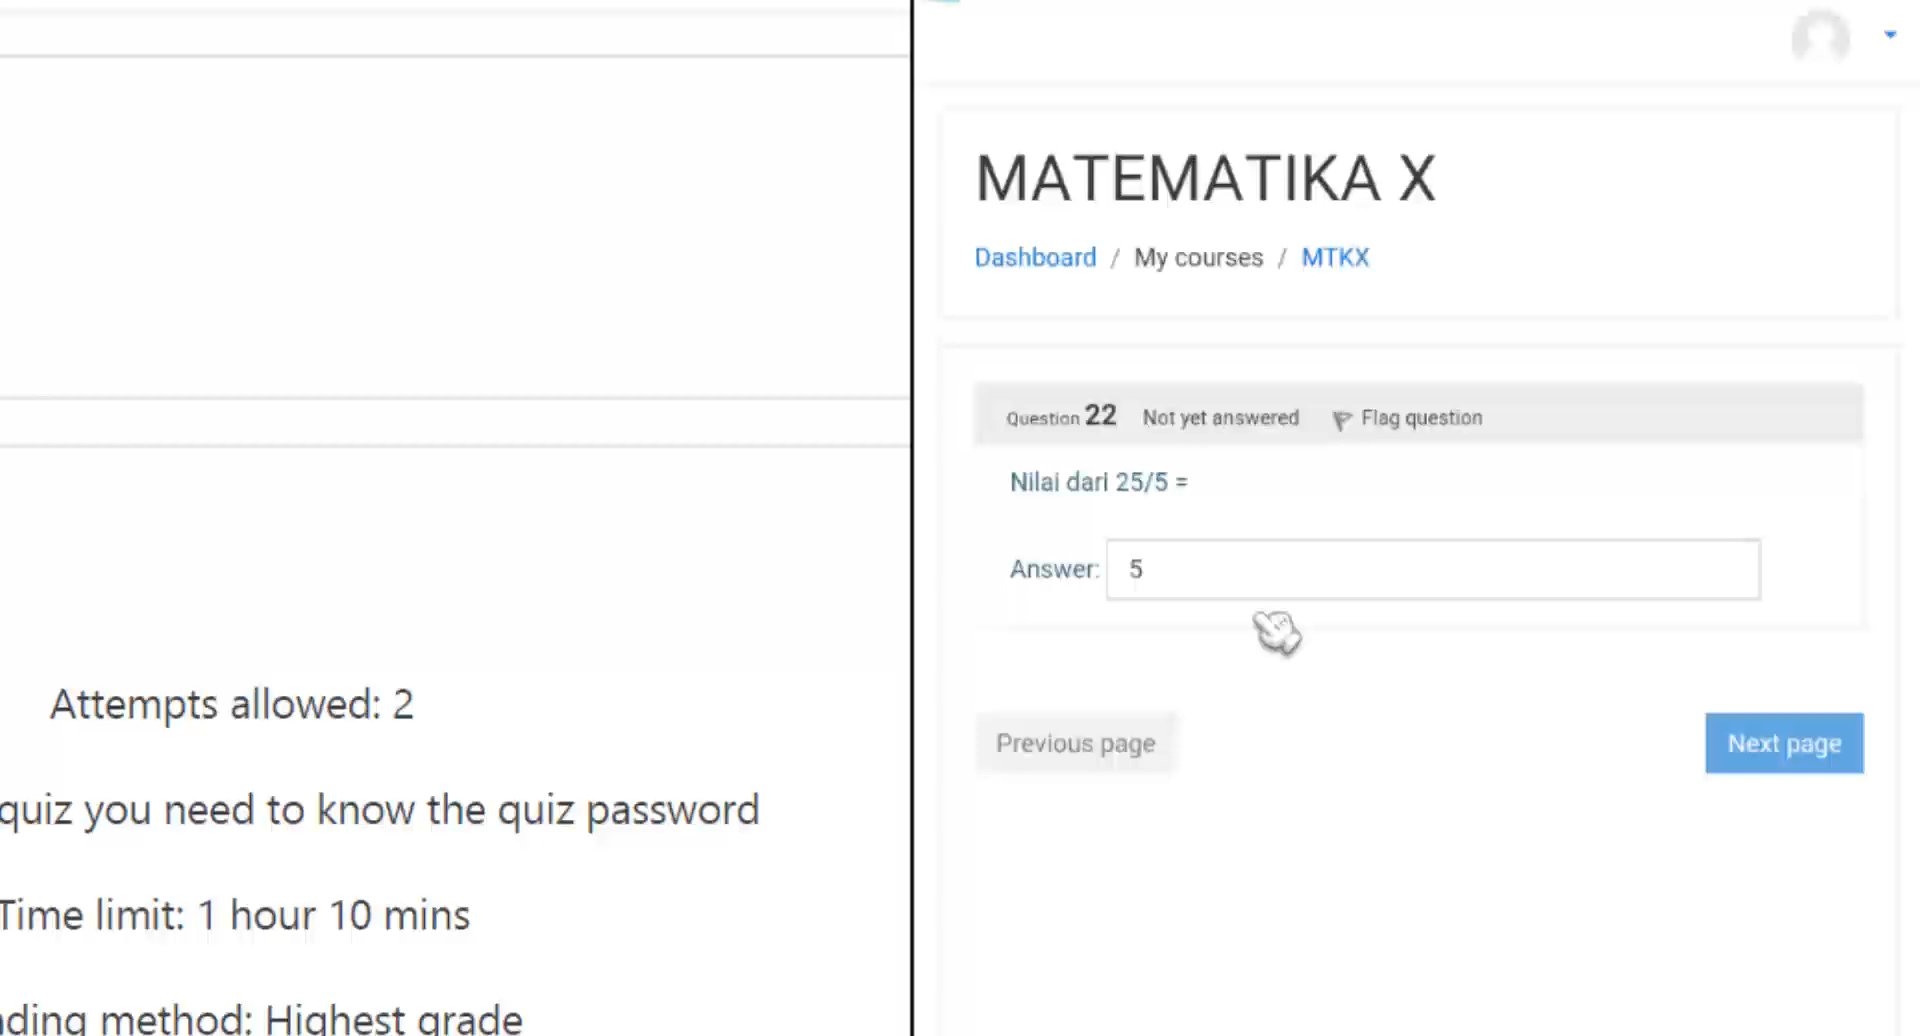 Attempts allowed: 2
quiz you need to know the quiz password
Time limit: 1 hour 10 mins
ding method: Highest grade
MATEMATIKA X
Dashboard / My courses / MTKX
Question 22 Not yet answered Flag question
Nilai dari 25/5 =
Answer: 5
Previous page
Next page